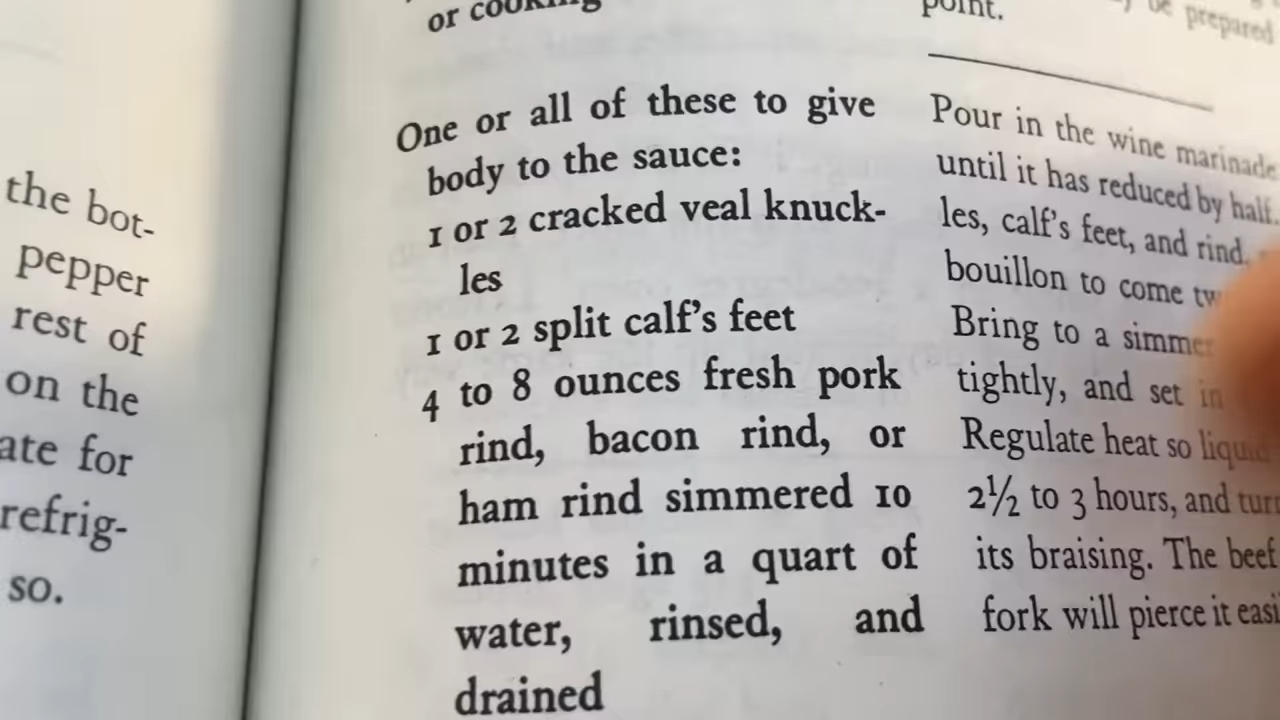 the bot-
pepper
rest of
on the
ate for
refrig-
so.
or cooking
One or all of these to give
body to the sauce:
1 or 2 cracked veal knuck-
les
1 or 2 split calf's feet
4 to 8 ounces fresh pork
rind, bacon rind, or
ham rind simmered 10
minutes in a quart of
water, rinsed, and
drained
point.
be prepared
Pour in the wine marinade
until it has reduced by half.
les, calf's feet, and rind.
bouillon to come
Bring to a simmer
tightly, and set in
Regulate heat so liquid
2½ to 3 hours, and turn
its braising. The beef
fork will pierce it easi